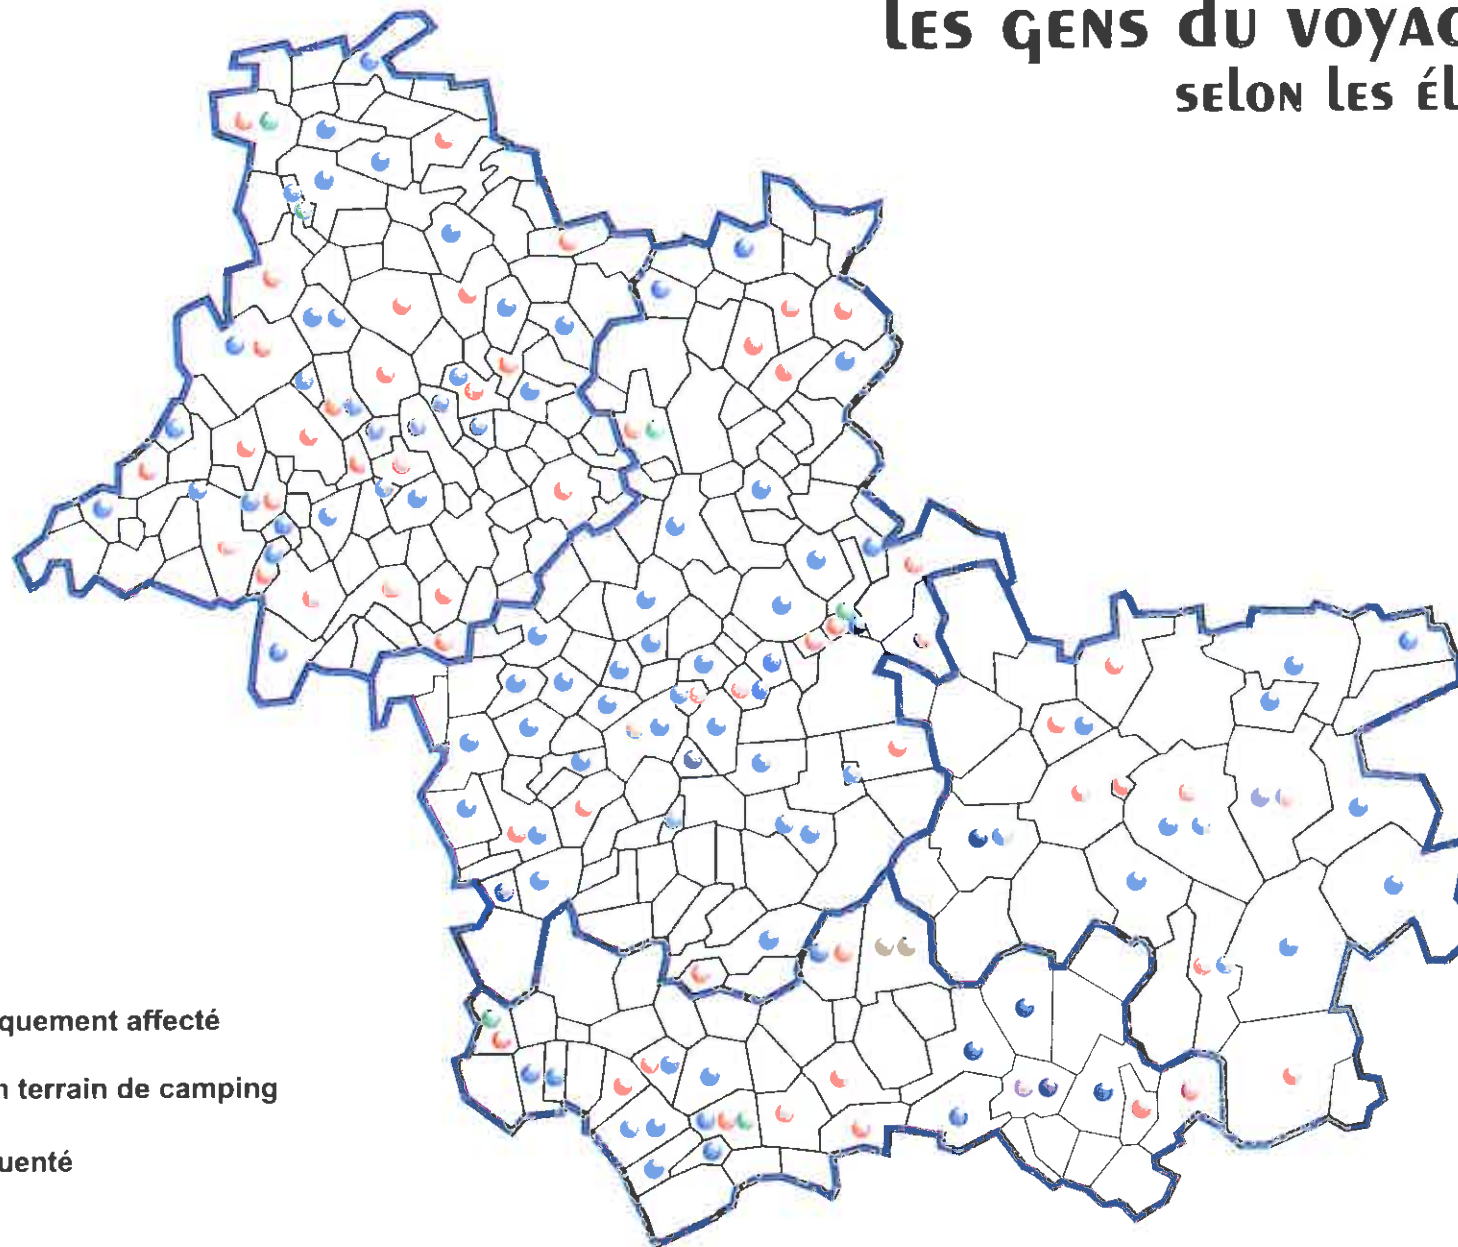 lES GENS dU VOYAG
SELON lES Él
quement affecté
n terrain de camping
uenté